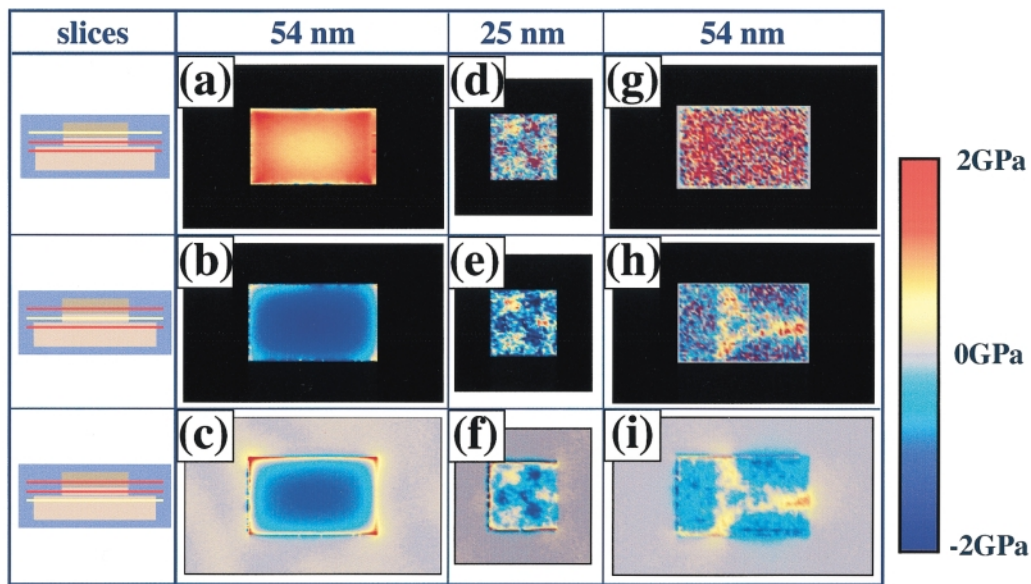 slices 54 nm 25 nm 54 nm
(a) (d) (g)
2GPa
(b) (e) (h)
0GPa
(c) (f) (i)
-2GPa